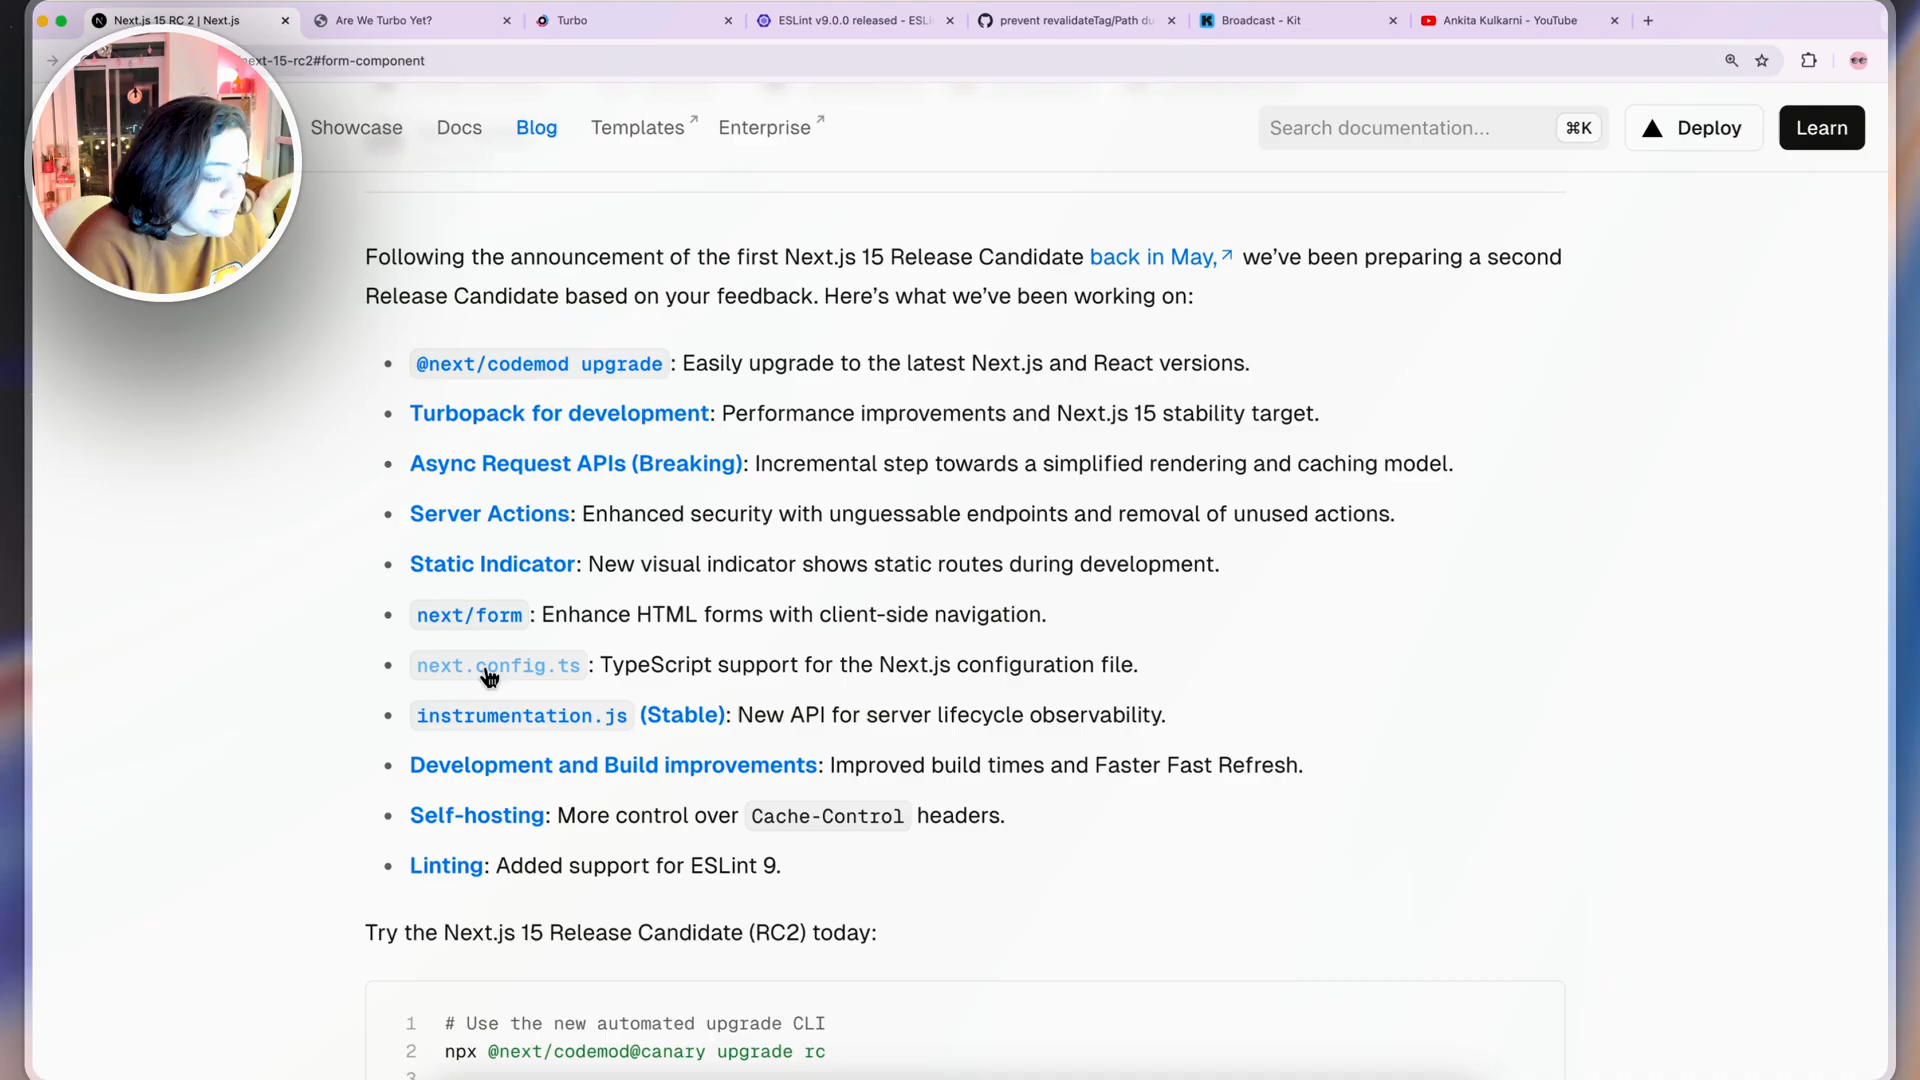 Next.js 15 RC 2 | Next.js
Are We Turbo Yet?
Turbo
ESLint v9.0.0 released - ESLi
prevent revalidateTag/Path du
Broadcast - Kit
Ankita Kulkarni - YouTube
ext-15-rc2#form-component
Showcase
Docs
Blog
Templates
Enterprise
Search documentation...
⌘K
Deploy
Learn
Following the announcement of the first Next.js 15 Release Candidate back in May, we’ve been preparing a second
Release Candidate based on your feedback. Here’s what we’ve been working on:
@next/codemod upgrade: Easily upgrade to the latest Next.js and React versions.
Turbopack for development: Performance improvements and Next.js 15 stability target.
Async Request APIs (Breaking): Incremental step towards a simplified rendering and caching model.
Server Actions: Enhanced security with unguessable endpoints and removal of unused actions.
Static Indicator: New visual indicator shows static routes during development.
next/form: Enhance HTML forms with client-side navigation.
next.config.ts: TypeScript support for the Next.js configuration file.
instrumentation.js (Stable): New API for server lifecycle observability.
Development and Build improvements: Improved build times and Faster Fast Refresh.
Self-hosting: More control over Cache-Control headers.
Linting: Added support for ESLint 9.
Try the Next.js 15 Release Candidate (RC2) today:
1 # Use the new automated upgrade CLI
2 npx @next/codemod@canary upgrade rc
3